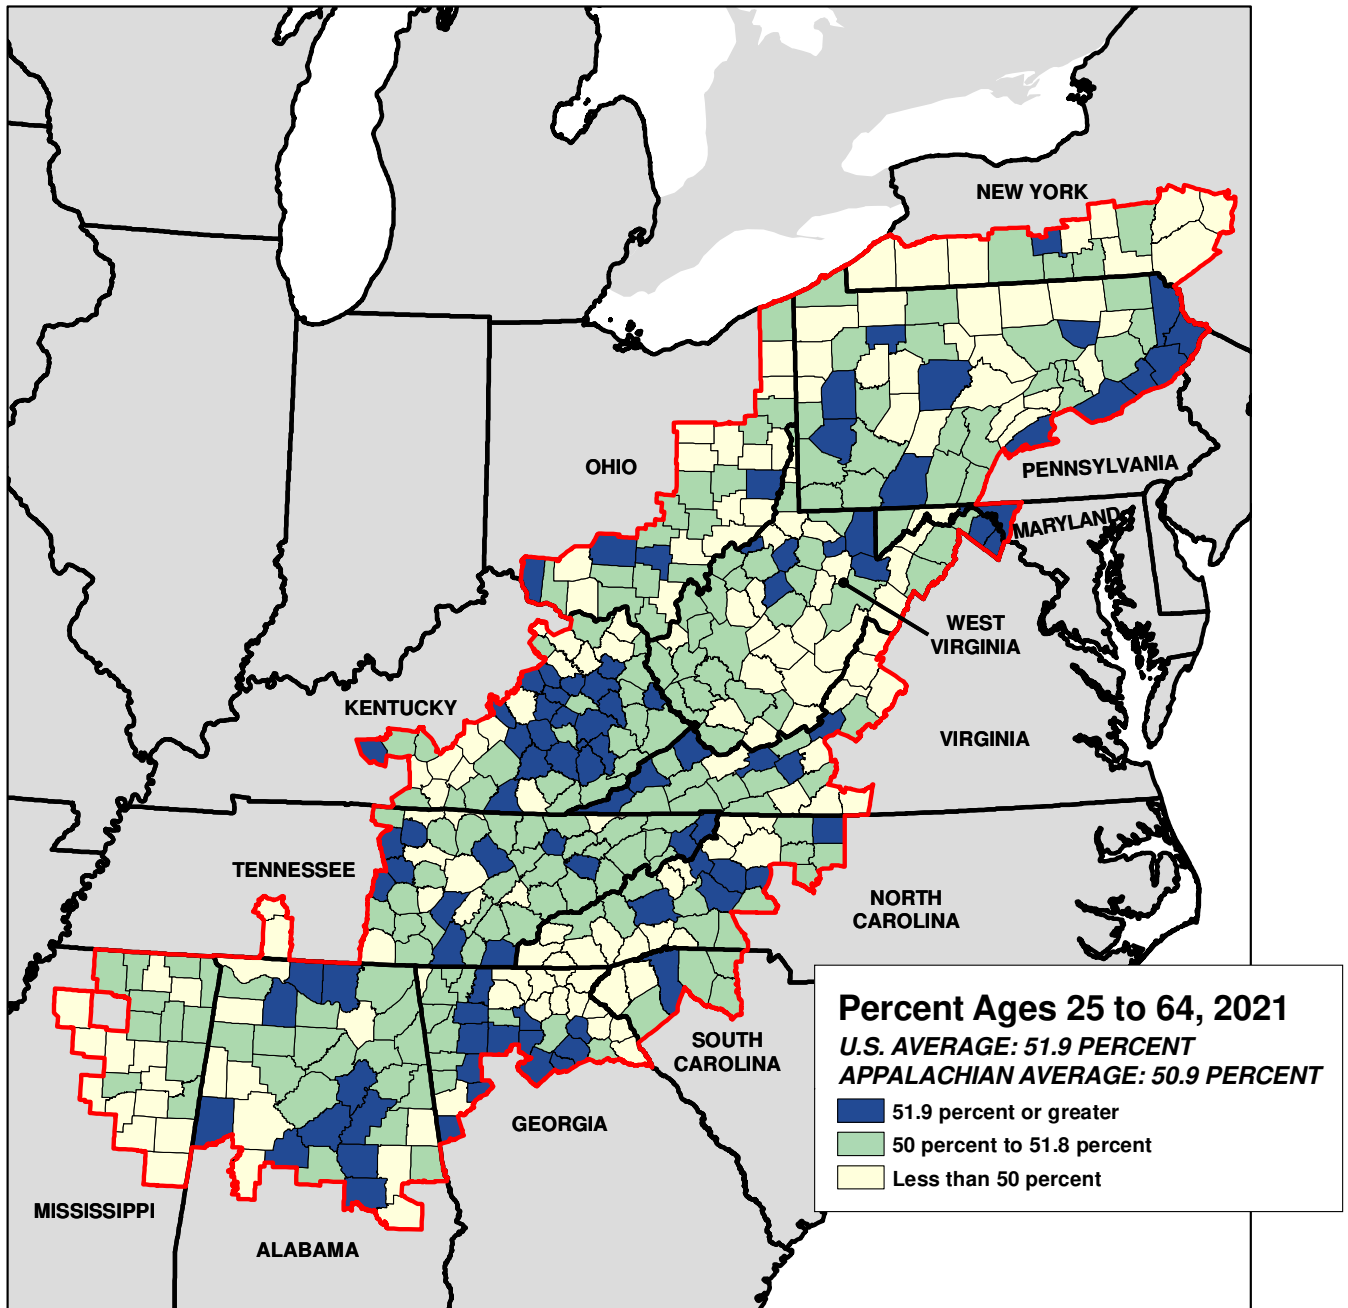 NEW YORK
OHIO
PENNSYLVANIA
MARYLAND
WEST
VIRGINIA
KENTUCKY
VIRGINIA
TENNESSEE
NORTH
CAROLINA
SOUTH
CAROLINA
GEORGIA
MISSISSIPPI
ALABAMA
Percent Ages 25 to 64, 2021
U.S. AVERAGE: 51.9 PERCENT
APPALACHIAN AVERAGE: 50.9 PERCENT
51.9 percent or greater
50 percent to 51.8 percent
Less than 50 percent